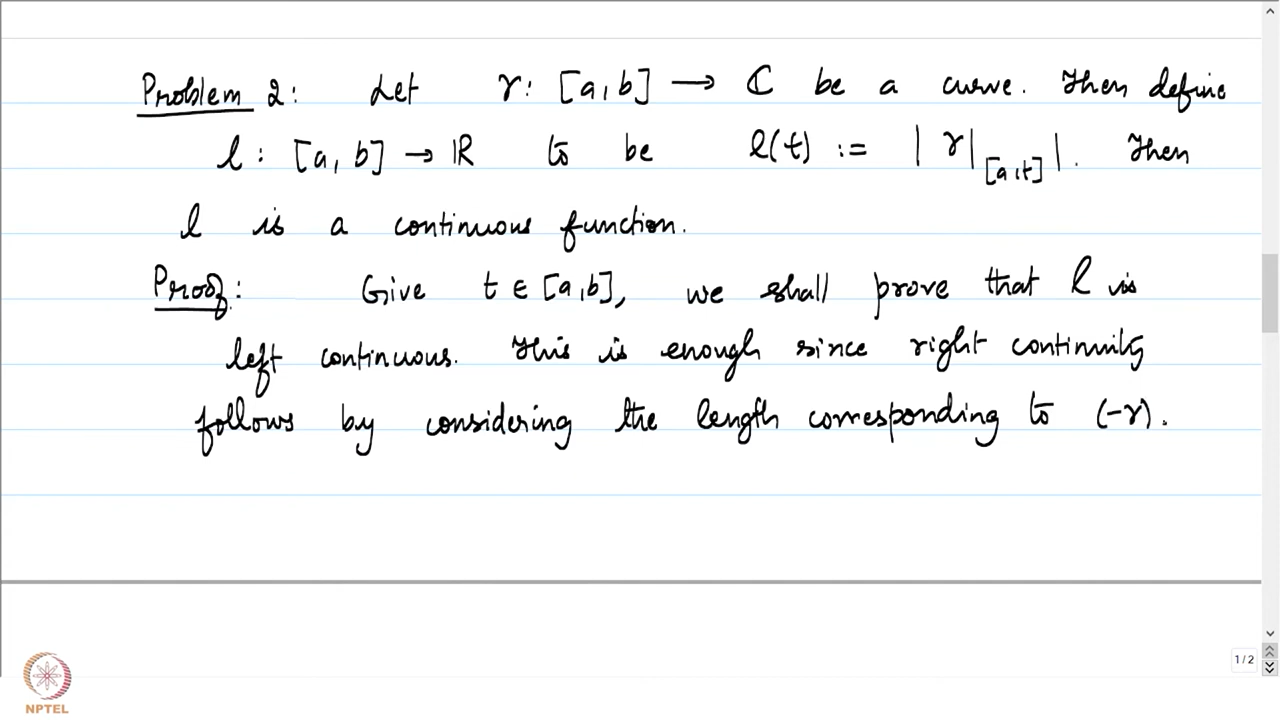 Problem 2: Let γ: [a,b] → ℂ be a curve. Then define
l: [a,b] → ℝ to be l(t) := |γ|_[a,t]|. Then
l is a continuous function.
Proof: Give t ∈ [a,b], we shall prove that l is
left continuous. This is enough since right continuity
follows by considering the length corresponding to (-γ).
1/2
NPTEL